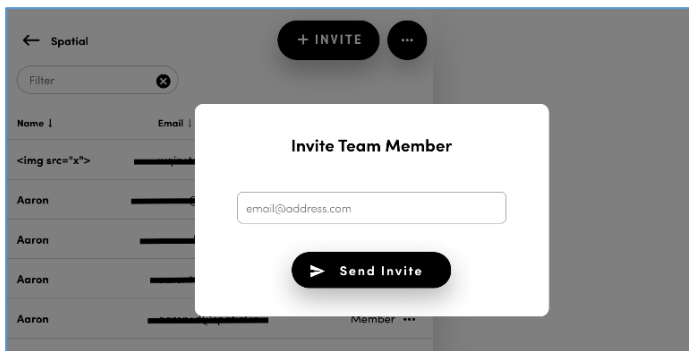 ← Spatial
+ INVITE
...
Filter
Name ↓ Email ↓
<img src="x">
Aaron
Aaron
Aaron
Aaron Member ...
Invite Team Member
email@address.com
Send Invite